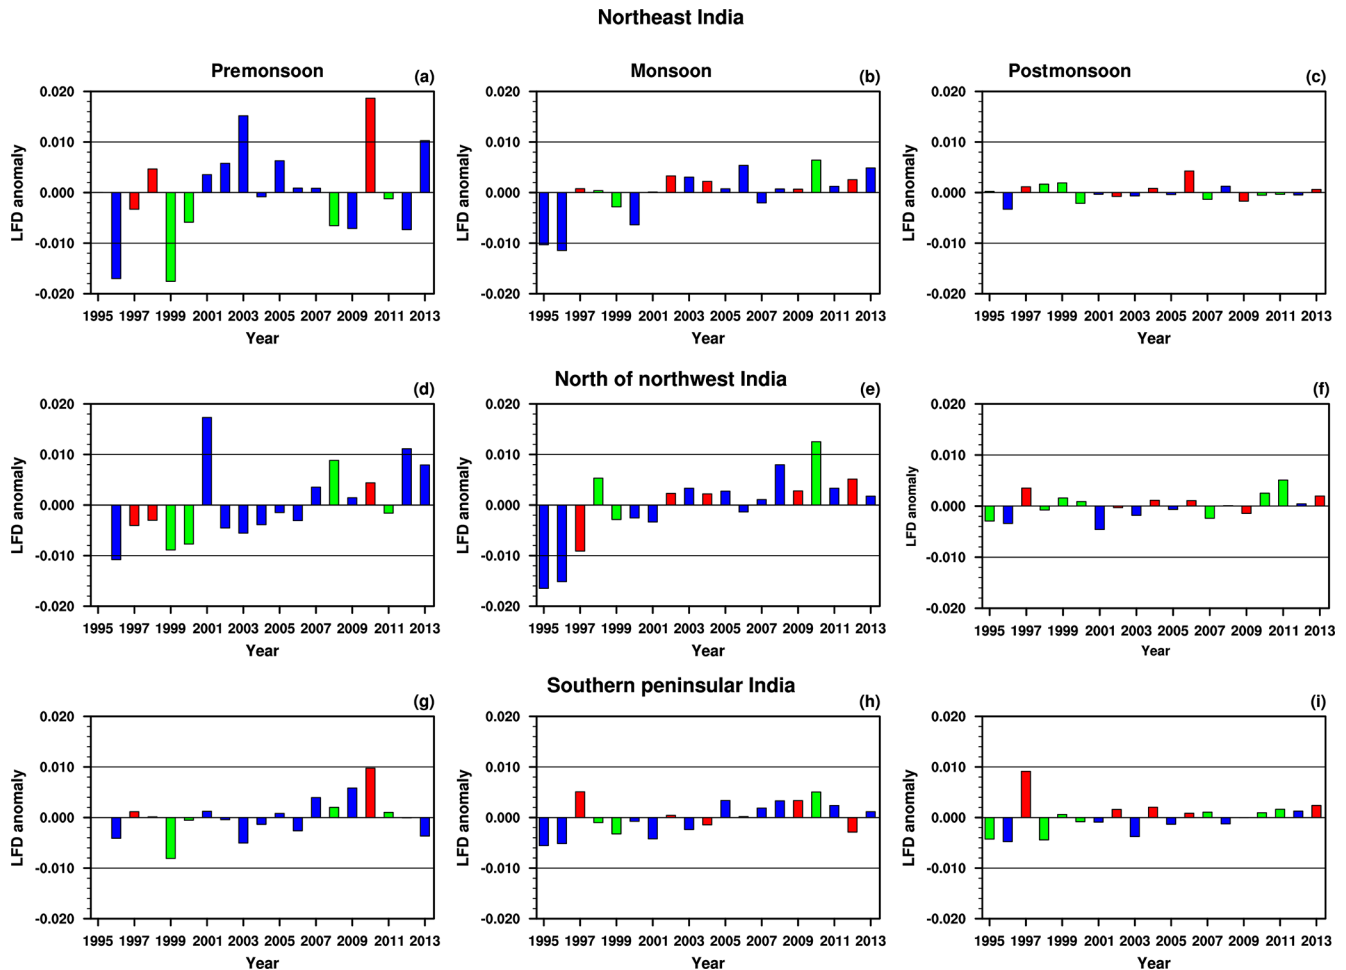 Northeast India
Premonsoon (a) Monsoon (b) Postmonsoon (c)
0.020 0.020 0.020
0.010 0.010 0.010
0.000 0.000 0.000
-0.010 -0.010 -0.010
-0.020 -0.020 -0.020
LFD anomaly LFD anomaly LFD anomaly
1995 1997 1999 2001 2003 2005 2007 2009 2011 2013 1995 1997 1999 2001 2003 2005 2007 2009 2011 2013 1995 1997 1999 2001 2003 2005 2007 2009 2011 2013
Year Year Year
North of northwest India
(d) (e) (f)
0.020 0.020 0.020
0.010 0.010 0.010
0.000 0.000 0.000
-0.010 -0.010 -0.010
-0.020 -0.020 -0.020
LFD anomaly LFD anomaly LFD anomaly
1995 1997 1999 2001 2003 2005 2007 2009 2011 2013 1995 1997 1999 2001 2003 2005 2007 2009 2011 2013 1995 1997 1999 2001 2003 2005 2007 2009 2011 2013
Year Year Year
Southern peninsular India
(g) (h) (i)
0.020 0.020 0.020
0.010 0.010 0.010
0.000 0.000 0.000
-0.010 -0.010 -0.010
-0.020 -0.020 -0.020
LFD anomaly LFD anomaly LFD anomaly
1995 1997 1999 2001 2003 2005 2007 2009 2011 2013 1995 1997 1999 2001 2003 2005 2007 2009 2011 2013 1995 1997 1999 2001 2003 2005 2007 2009 2011 2013
Year Year Year